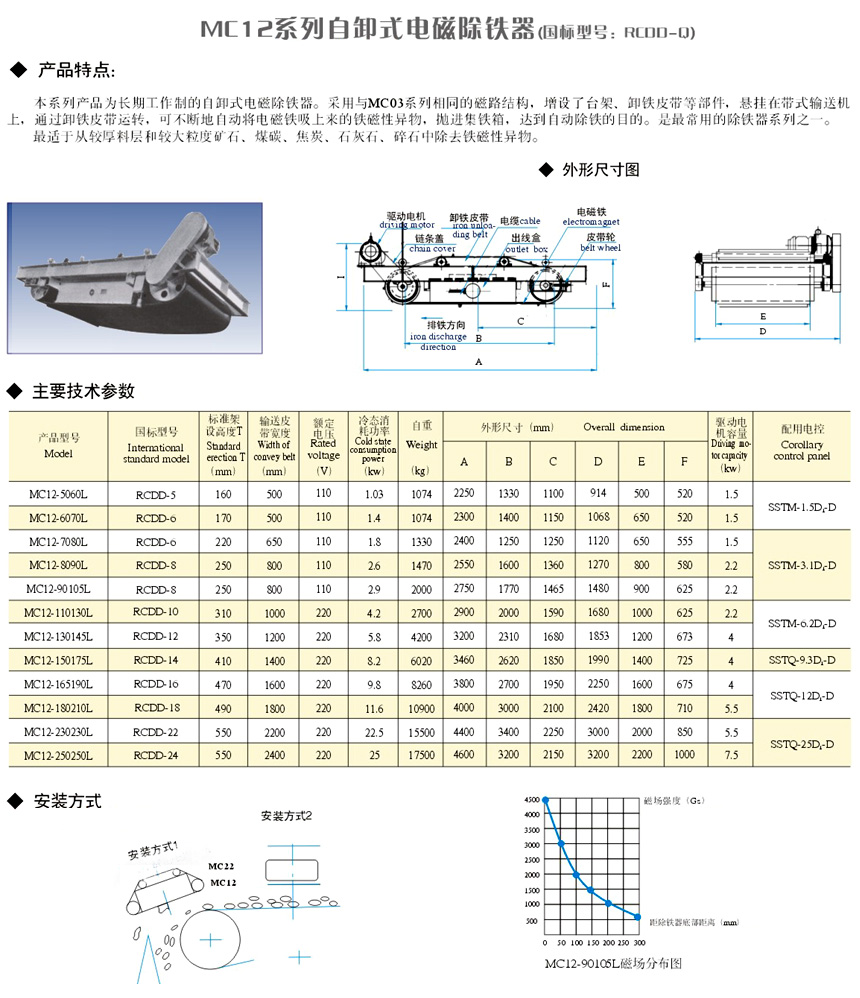 MC12系列自卸式电磁除铁器(国标型号：RCDD-Q)
◆ 产品特点:
本系列产品为长期工作制的自卸式电磁除铁器。采用与MC03系列相同的磁路结构，增设了台架、卸铁皮带等部件，悬挂在带式输送机
上，通过卸铁皮带运转，可不断地自动将电磁铁吸上来的铁磁性异物，抛进集铁箱，达到自动除铁的目的。是最常用的除铁器系列之一。
最适于从较厚料层和较大粒度矿石、煤碳、焦炭、石灰石、碎石中除去铁磁性异物。
◆ 外形尺寸图
驱动电机
driving motor
卸铁皮带
iron unloa-
ding belt
电缆cable
电磁铁
electromagnet
链条盖
chain cover
出线盒
outlet box
皮带轮
belt wheel
I
F
排铁方向
iron discharge
direction
C
B
A
E
D
◆ 主要技术参数
产品型号 Model 国标型号 International standard model 标准架设高度T Standard erection T (mm) 输送皮带宽度 Width of convey belt (mm) 额定电压 Rated voltage (V) 冷态消耗功率 Cold state consumption power (kw) 自重 Weight (kg) 外形尺寸 (mm) Overall dimension 驱动电机容量 Driving mo-tor capacity (kw) 配用电控 Corollary control panel
A B C D E F
MC12-5060L RCDD-5 160 500 110 1.03 1074 2250 1330 1100 914 500 520 1.5 SSTM-1.5DₓD
MC12-6070L RCDD-6 170 500 110 1.4 1074 2300 1400 1150 1068 650 520 1.5
MC12-7080L RCDD-6 220 650 110 1.8 1330 2400 1250 1250 1120 650 555 1.5
MC12-8090L RCDD-8 250 800 110 2.6 1470 2550 1600 1360 1270 800 580 2.2
MC12-90105L RCDD-8 250 800 110 2.9 2000 2750 1770 1465 1480 900 625 2.2
MC12-110130L RCDD-10 310 1000 220 4.2 2700 2900 2000 1590 1680 1000 625 2.2
MC12-130145L RCDD-12 350 1200 220 5.8 4200 3200 2310 1680 1853 1200 673 4
MC12-150175L RCDD-14 410 1400 220 8.2 6020 3460 2620 1850 1990 1400 725 4
MC12-165190L RCDD-16 470 1600 220 9.8 8260 3800 2700 1950 2250 1600 675 4
MC12-180210L RCDD-18 490 1800 220 11.6 10900 4000 3000 2100 2420 1800 710 5.5
MC12-230230L RCDD-22 550 2200 220 22.5 15500 4400 3400 2250 3000 2000 850 5.5
MC12-250250L RCDD-24 550 2400 220 25 17500 4600 3200 2150 3200 2200 1000 7.5
◆ 安装方式
安装方式1
安装方式2
MC22
MC12
磁场强度（Gs）
4500
4000
3500
3000
2500
2000
1500
1000
500
距除铁器底部距离（mm）
0 50 100 150 200 250 300
MC12-90105L磁场分布图